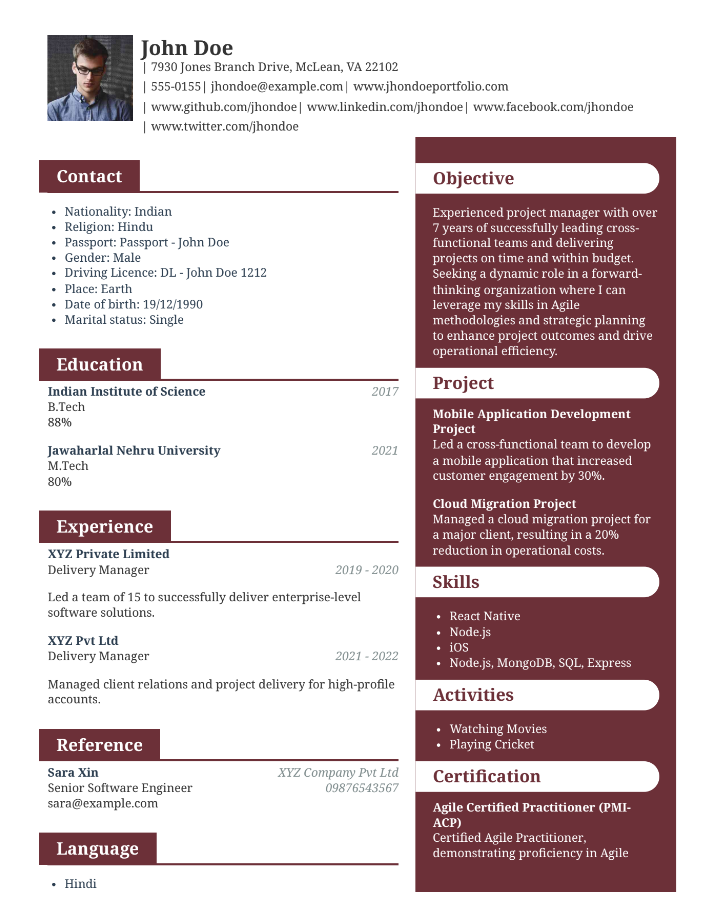 John Doe
| 7930 Jones Branch Drive, McLean, VA 22102
| 555-0155| jhondoe@example.com| www.jhondoeportfolio.com
| www.github.com/jhondoe| www.linkedin.com/jhondoe| www.facebook.com/jhondoe
| www.twitter.com/jhondoe
Contact
• Nationality: Indian
• Religion: Hindu
• Passport: Passport - John Doe
• Gender: Male
• Driving Licence: DL - John Doe 1212
• Place: Earth
• Date of birth: 19/12/1990
• Marital status: Single
Education
Indian Institute of Science 2017
B.Tech
88%
Jawaharlal Nehru University 2021
M.Tech
80%
Experience
XYZ Private Limited
Delivery Manager 2019 - 2020
Led a team of 15 to successfully deliver enterprise-level
software solutions.
XYZ Pvt Ltd
Delivery Manager 2021 - 2022
Managed client relations and project delivery for high-profile
accounts.
Reference
Sara Xin XYZ Company Pvt Ltd
Senior Software Engineer 09876543567
sara@example.com
Language
• Hindi
Objective
Experienced project manager with over
7 years of successfully leading cross-
functional teams and delivering
projects on time and within budget.
Seeking a dynamic role in a forward-
thinking organization where I can
leverage my skills in Agile
methodologies and strategic planning
to enhance project outcomes and drive
operational efficiency.
Project
Mobile Application Development
Project
Led a cross-functional team to develop
a mobile application that increased
customer engagement by 30%.
Cloud Migration Project
Managed a cloud migration project for
a major client, resulting in a 20%
reduction in operational costs.
Skills
• React Native
• Node.js
• iOS
• Node.js, MongoDB, SQL, Express
Activities
• Watching Movies
• Playing Cricket
Certification
Agile Certified Practitioner (PMI-
ACP)
Certified Agile Practitioner,
demonstrating proficiency in Agile